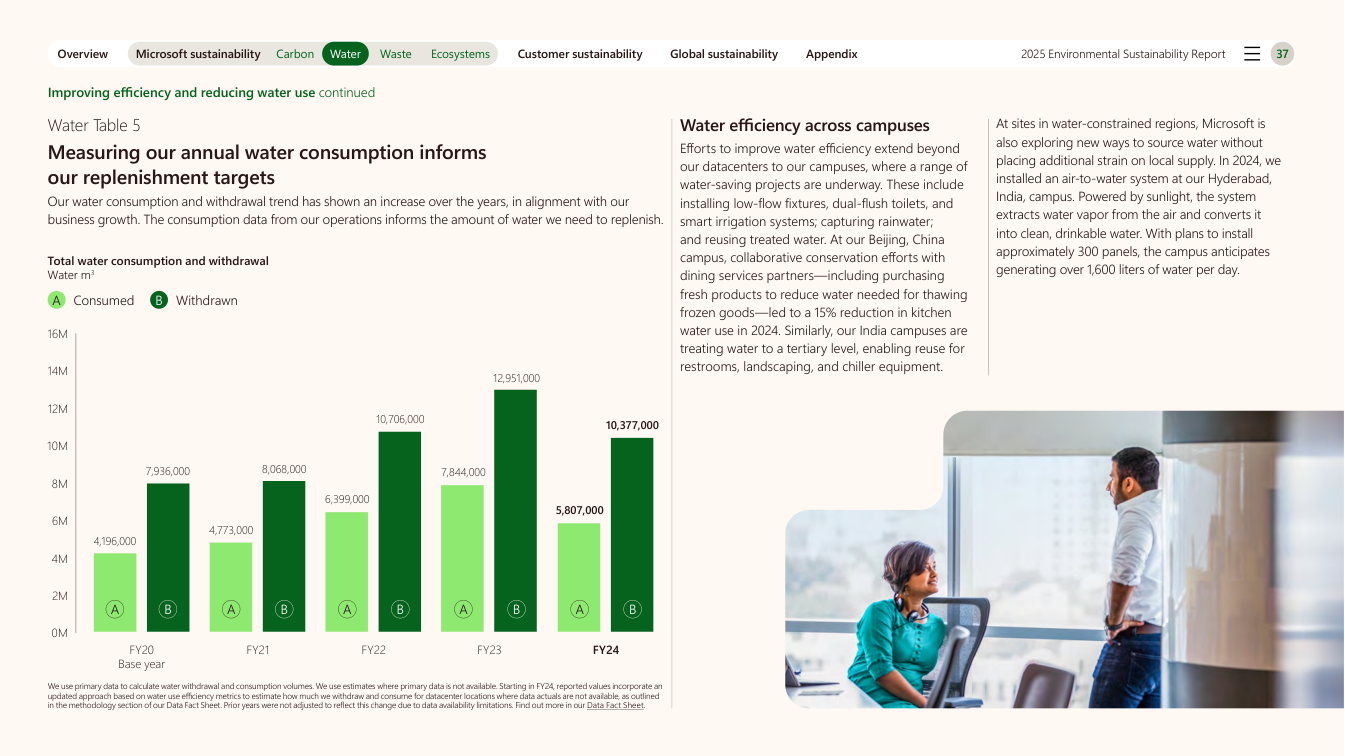 Overview
Microsoft sustainability
Carbon
Water
Waste
Ecosystems
Customer sustainability
Global sustainability
Appendix
2025 Environmental Sustainability Report
37
Improving efficiency and reducing water use continued
Water Table 5
Measuring our annual water consumption informs
our replenishment targets
Our water consumption and withdrawal trend has shown an increase over the years, in alignment with our
business growth. The consumption data from our operations informs the amount of water we need to replenish.
Total water consumption and withdrawal
Water m³
A Consumed B Withdrawn
16M
14M
12M
10M
8M
6M
4M
2M
0M
4,196,000
7,936,000
4,773,000
8,068,000
6,399,000
10,706,000
7,844,000
12,951,000
5,807,000
10,377,000
A
B
A
B
A
B
A
B
A
B
FY20
Base year
FY21
FY22
FY23
FY24
We use primary data to calculate water withdrawal and consumption volumes. We use estimates where primary data is not available. Starting in FY24, reported values incorporate an
updated approach based on water use efficiency metrics to estimate how much we withdraw and consume for datacenter locations where data actuals are not available, as outlined
in the methodology section of our Data Fact Sheet. Prior years were not adjusted to reflect this change due to data availability limitations. Find out more in our Data Fact Sheet.
Water efficiency across campuses
Efforts to improve water efficiency extend beyond
our datacenters to our campuses, where a range of
water-saving projects are underway. These include
installing low-flow fixtures, dual-flush toilets, and
smart irrigation systems; capturing rainwater;
and reusing treated water. At our Beijing, China
campus, collaborative conservation efforts with
dining services partners—including purchasing
fresh products to reduce water needed for thawing
frozen goods—led to a 15% reduction in kitchen
water use in 2024. Similarly, our India campuses are
treating water to a tertiary level, enabling reuse for
restrooms, landscaping, and chiller equipment.
At sites in water-constrained regions, Microsoft is
also exploring new ways to source water without
placing additional strain on local supply. In 2024, we
installed an air-to-water system at our Hyderabad,
India, campus. Powered by sunlight, the system
extracts water vapor from the air and converts it
into clean, drinkable water. With plans to install
approximately 300 panels, the campus anticipates
generating over 1,600 liters of water per day.